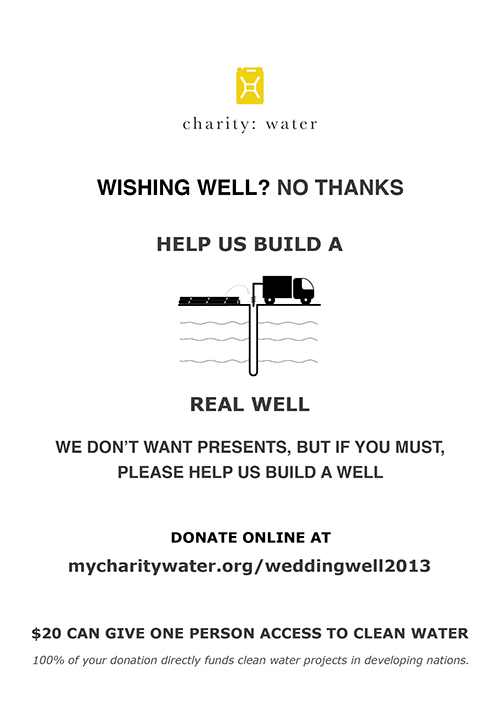 charity: water
WISHING WELL? NO THANKS
HELP US BUILD A
REAL WELL
WE DON’T WANT PRESENTS, BUT IF YOU MUST,
PLEASE HELP US BUILD A WELL
DONATE ONLINE AT
mycharitywater.org/weddingwell2013
$20 CAN GIVE ONE PERSON ACCESS TO CLEAN WATER
100% of your donation directly funds clean water projects in developing nations.